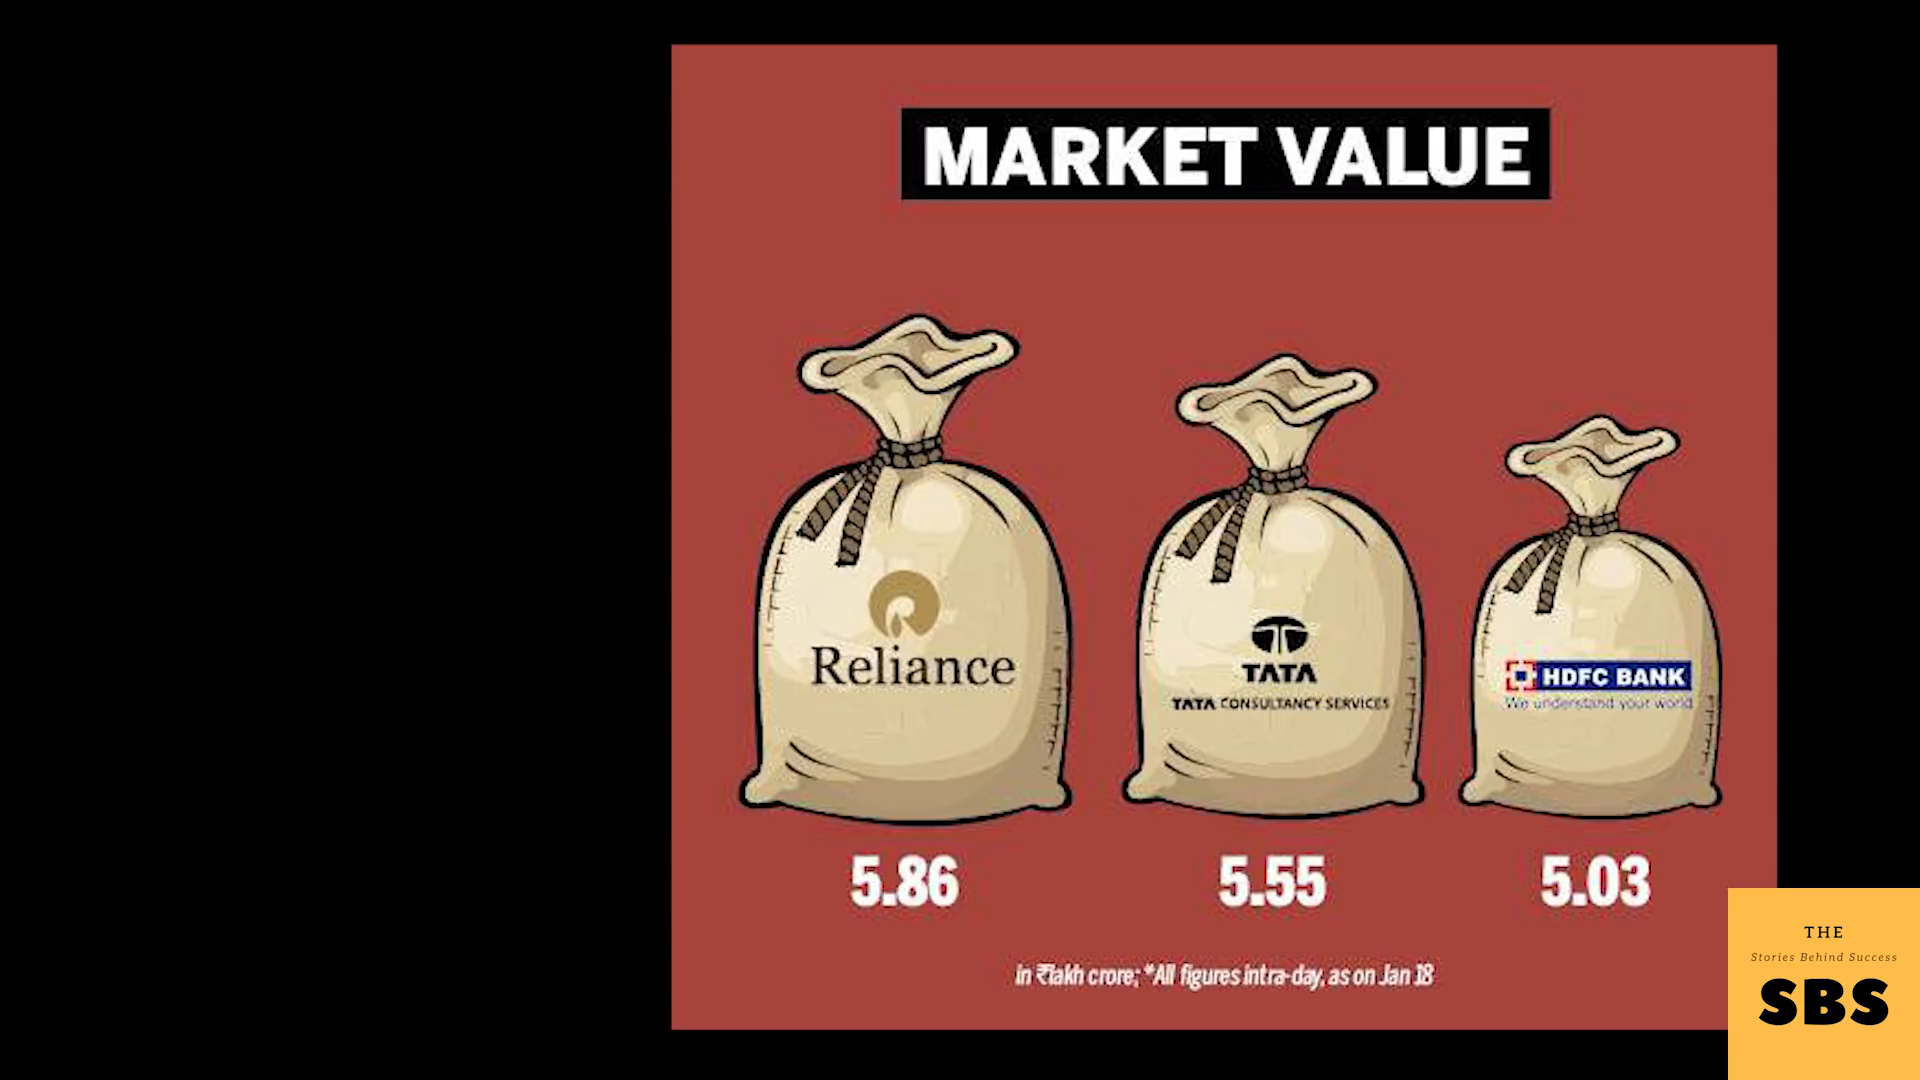 MARKET VALUE
Reliance
TATA
TATA CONSULTANCY SERVICES
HDFC BANK
We understand your world
5.86
5.55
5.03
in ₹lakh crore; *All figures intra-day, as on Jan 18
THE
Stories Behind Success
SBS